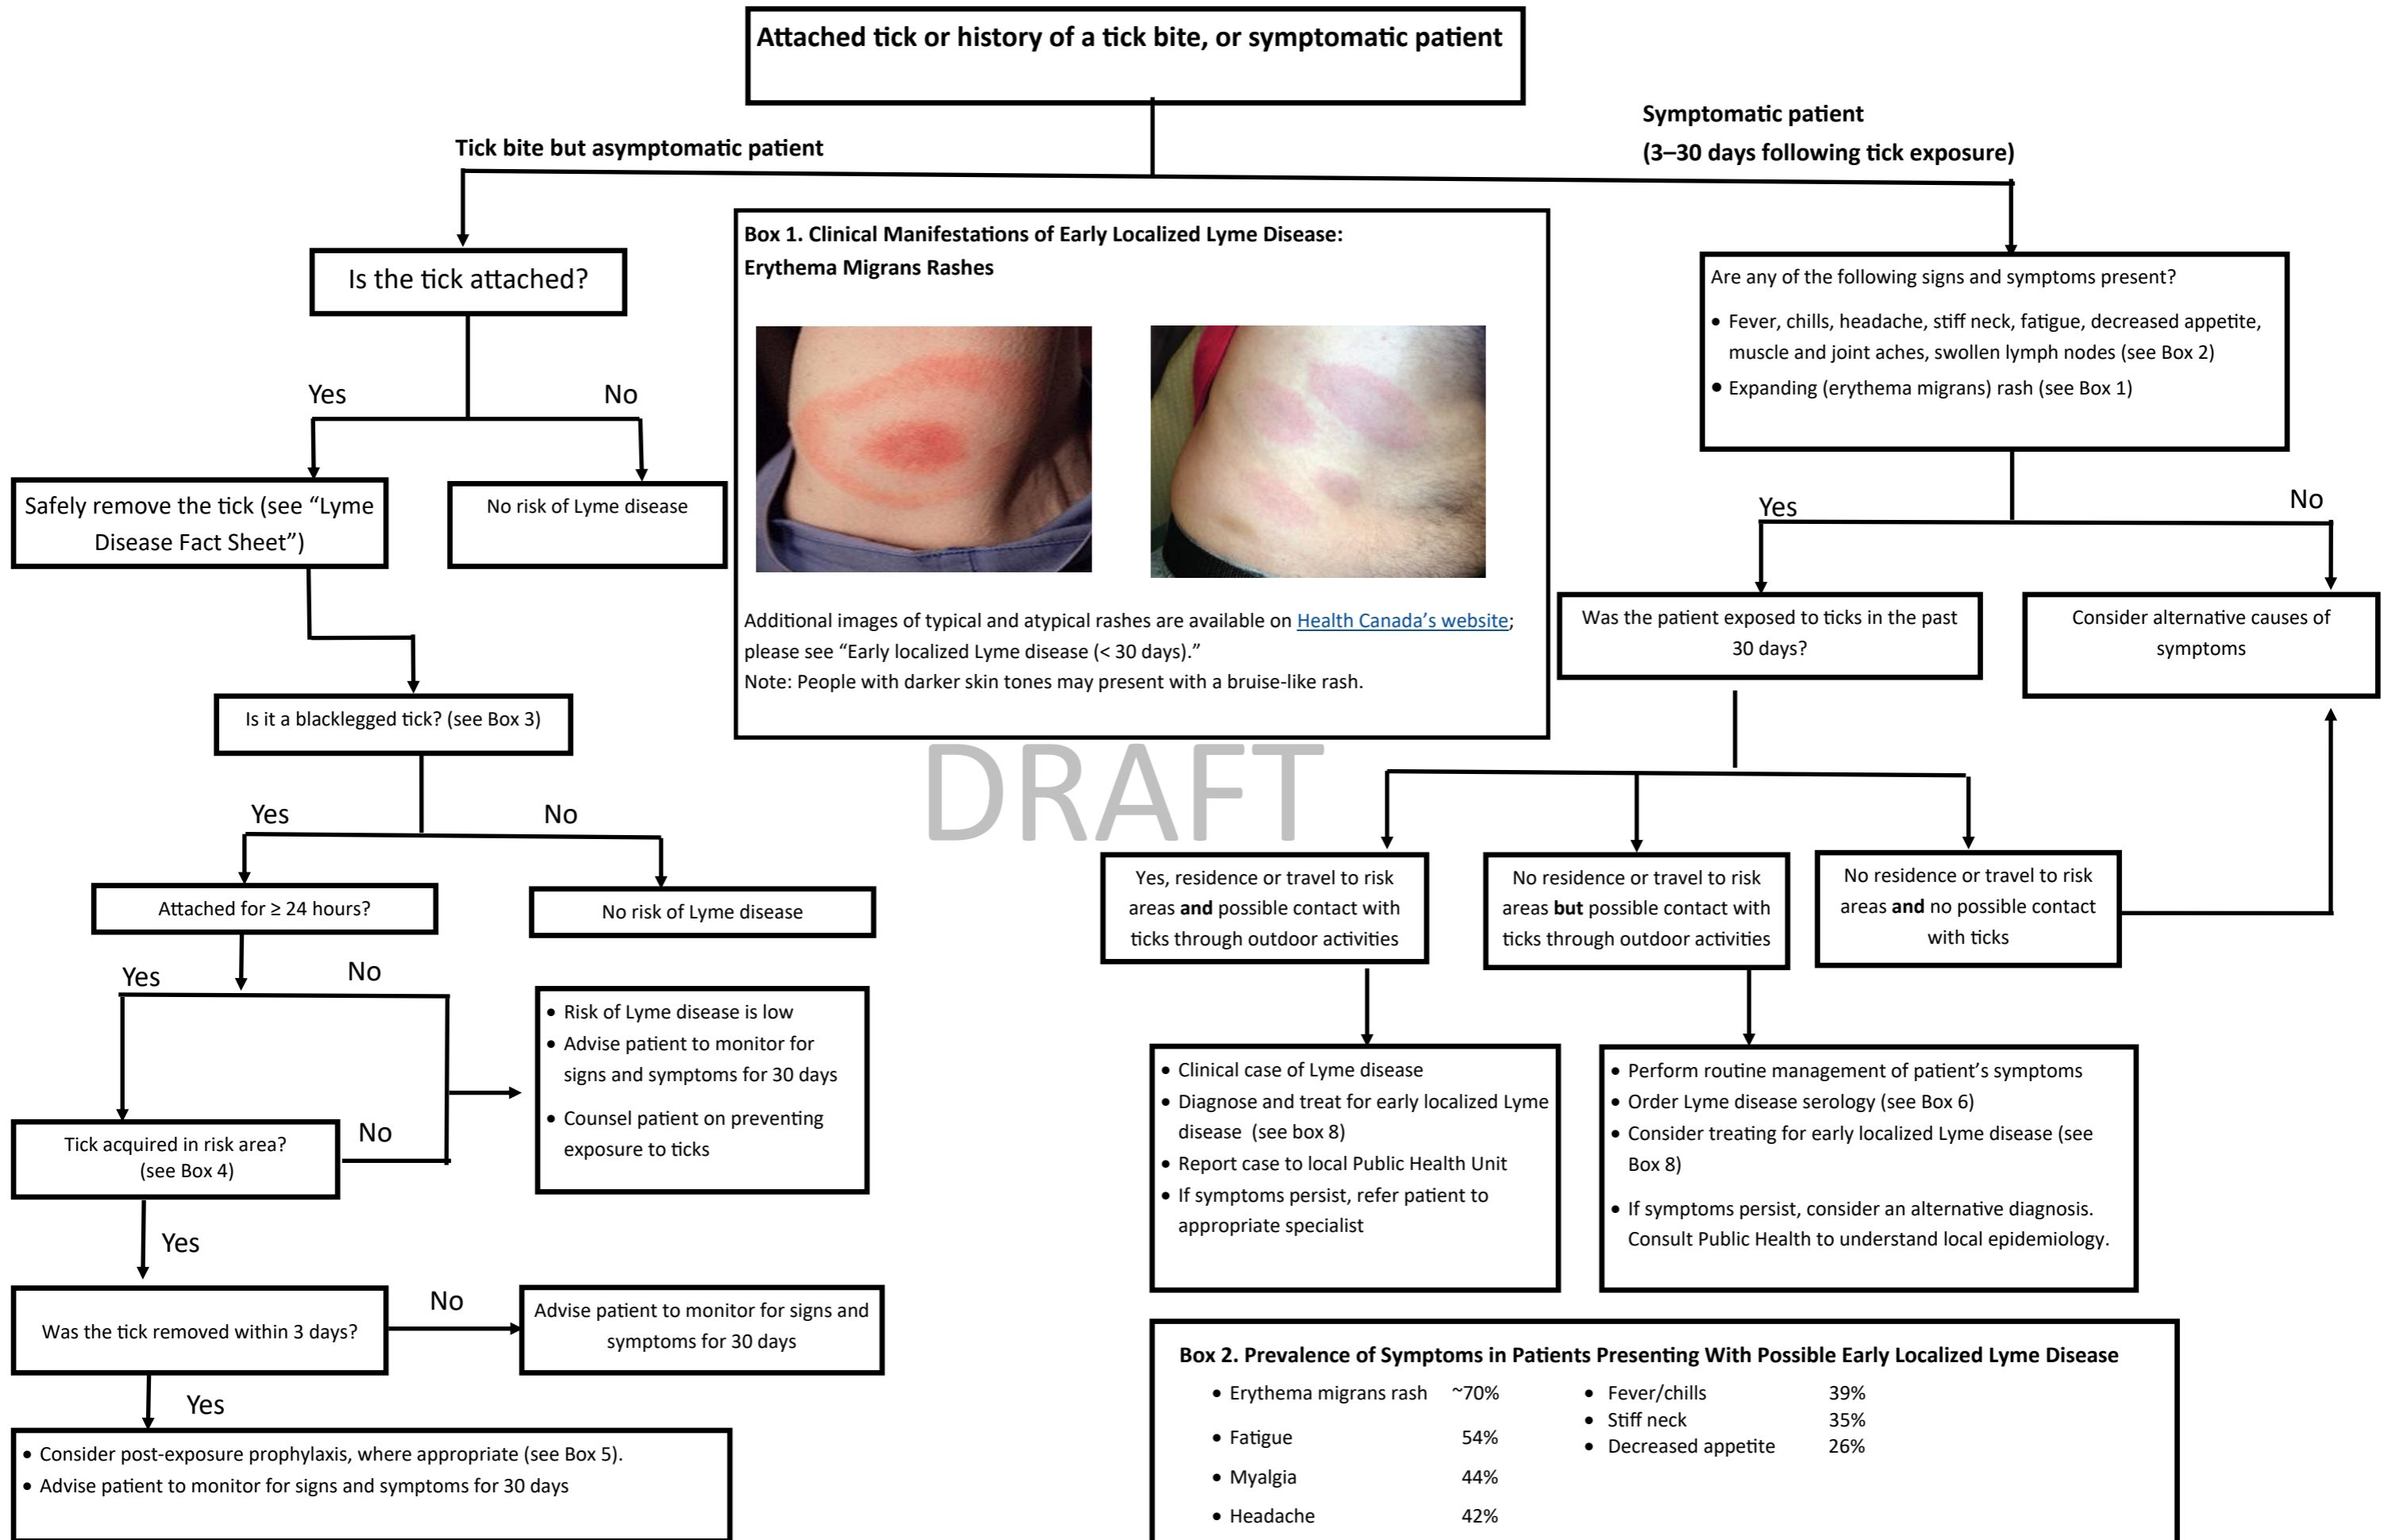 Attached tick or history of a tick bite, or symptomatic patient
Tick bite but asymptomatic patient
Symptomatic patient
(3–30 days following tick exposure)
Is the tick attached?
Yes
No
Safely remove the tick (see “Lyme
Disease Fact Sheet”)
No risk of Lyme disease
Is it a blacklegged tick? (see Box 3)
Yes
No
Attached for ≥ 24 hours?
No risk of Lyme disease
Yes
No
• Risk of Lyme disease is low
• Advise patient to monitor for
signs and symptoms for 30 days
• Counsel patient on preventing
exposure to ticks
Tick acquired in risk area?
(see Box 4)
No
Yes
Was the tick removed within 3 days?
No
Advise patient to monitor for signs and
symptoms for 30 days
Yes
• Consider post-exposure prophylaxis, where appropriate (see Box 5).
• Advise patient to monitor for signs and symptoms for 30 days
Box 1. Clinical Manifestations of Early Localized Lyme Disease:
Erythema Migrans Rashes
Additional images of typical and atypical rashes are available on Health Canada’s website;
please see “Early localized Lyme disease (< 30 days).”
Note: People with darker skin tones may present with a bruise-like rash.
DRAFT
Are any of the following signs and symptoms present?
• Fever, chills, headache, stiff neck, fatigue, decreased appetite,
muscle and joint aches, swollen lymph nodes (see Box 2)
• Expanding (erythema migrans) rash (see Box 1)
Yes
No
Was the patient exposed to ticks in the past
30 days?
Consider alternative causes of
symptoms
Yes, residence or travel to risk
areas and possible contact with
ticks through outdoor activities
No residence or travel to risk
areas but possible contact with
ticks through outdoor activities
No residence or travel to risk
areas and no possible contact
with ticks
• Clinical case of Lyme disease
• Diagnose and treat for early localized Lyme
disease (see box 8)
• Report case to local Public Health Unit
• If symptoms persist, refer patient to
appropriate specialist
• Perform routine management of patient’s symptoms
• Order Lyme disease serology (see Box 6)
• Consider treating for early localized Lyme disease (see
Box 8)
• If symptoms persist, consider an alternative diagnosis.
Consult Public Health to understand local epidemiology.
Box 2. Prevalence of Symptoms in Patients Presenting With Possible Early Localized Lyme Disease
• Erythema migrans rash ~70%
• Fatigue 54%
• Myalgia 44%
• Headache 42%
• Fever/chills 39%
• Stiff neck 35%
• Decreased appetite 26%